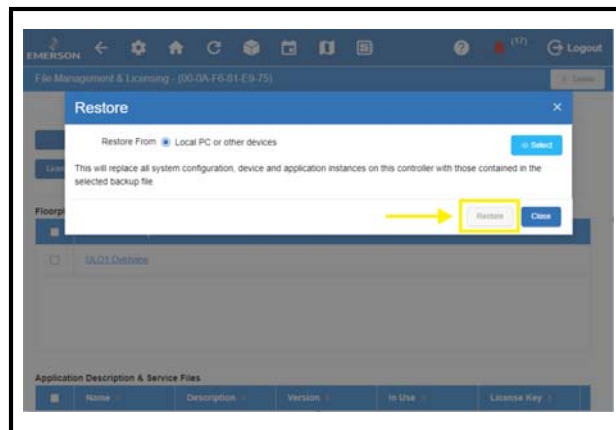 EMERSON
(17)
Logout
File Management & Licensing - (00-0A-F6-81-E9-75)
Delete
Restore
Restore From Local PC or other devices
Select
This will replace all system configuration, device and application instances on this controller with those contained in the
selected backup file
Restore Close
Floorpl
ULO1 Overview
Application Description & Service Files
Name Description Version In Use License Key